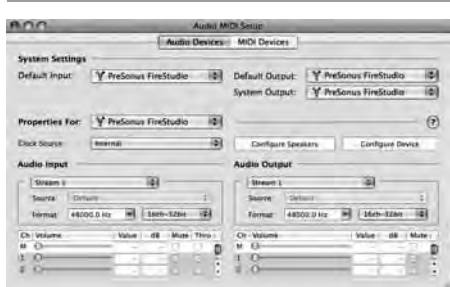 Audio MIDI Setup
Audio Devices MIDI Devices
System Settings
Default Input: PreSonus FireStudio Default Output: PreSonus FireStudio
System Output: PreSonus FireStudio
Properties For: PreSonus FireStudio ?
Clock Source Internal Configure Speakers Configure Device
Audio Input Audio Output
Stream 1 Stream 1
Source Default Source Default
Format 48000.0 Hz 16ch-32bit Format 48000.0 Hz 16ch-32bit
Ch Volume Value dB Mute Thru Ch Volume Value dB Mute
M M
1 1
2 2